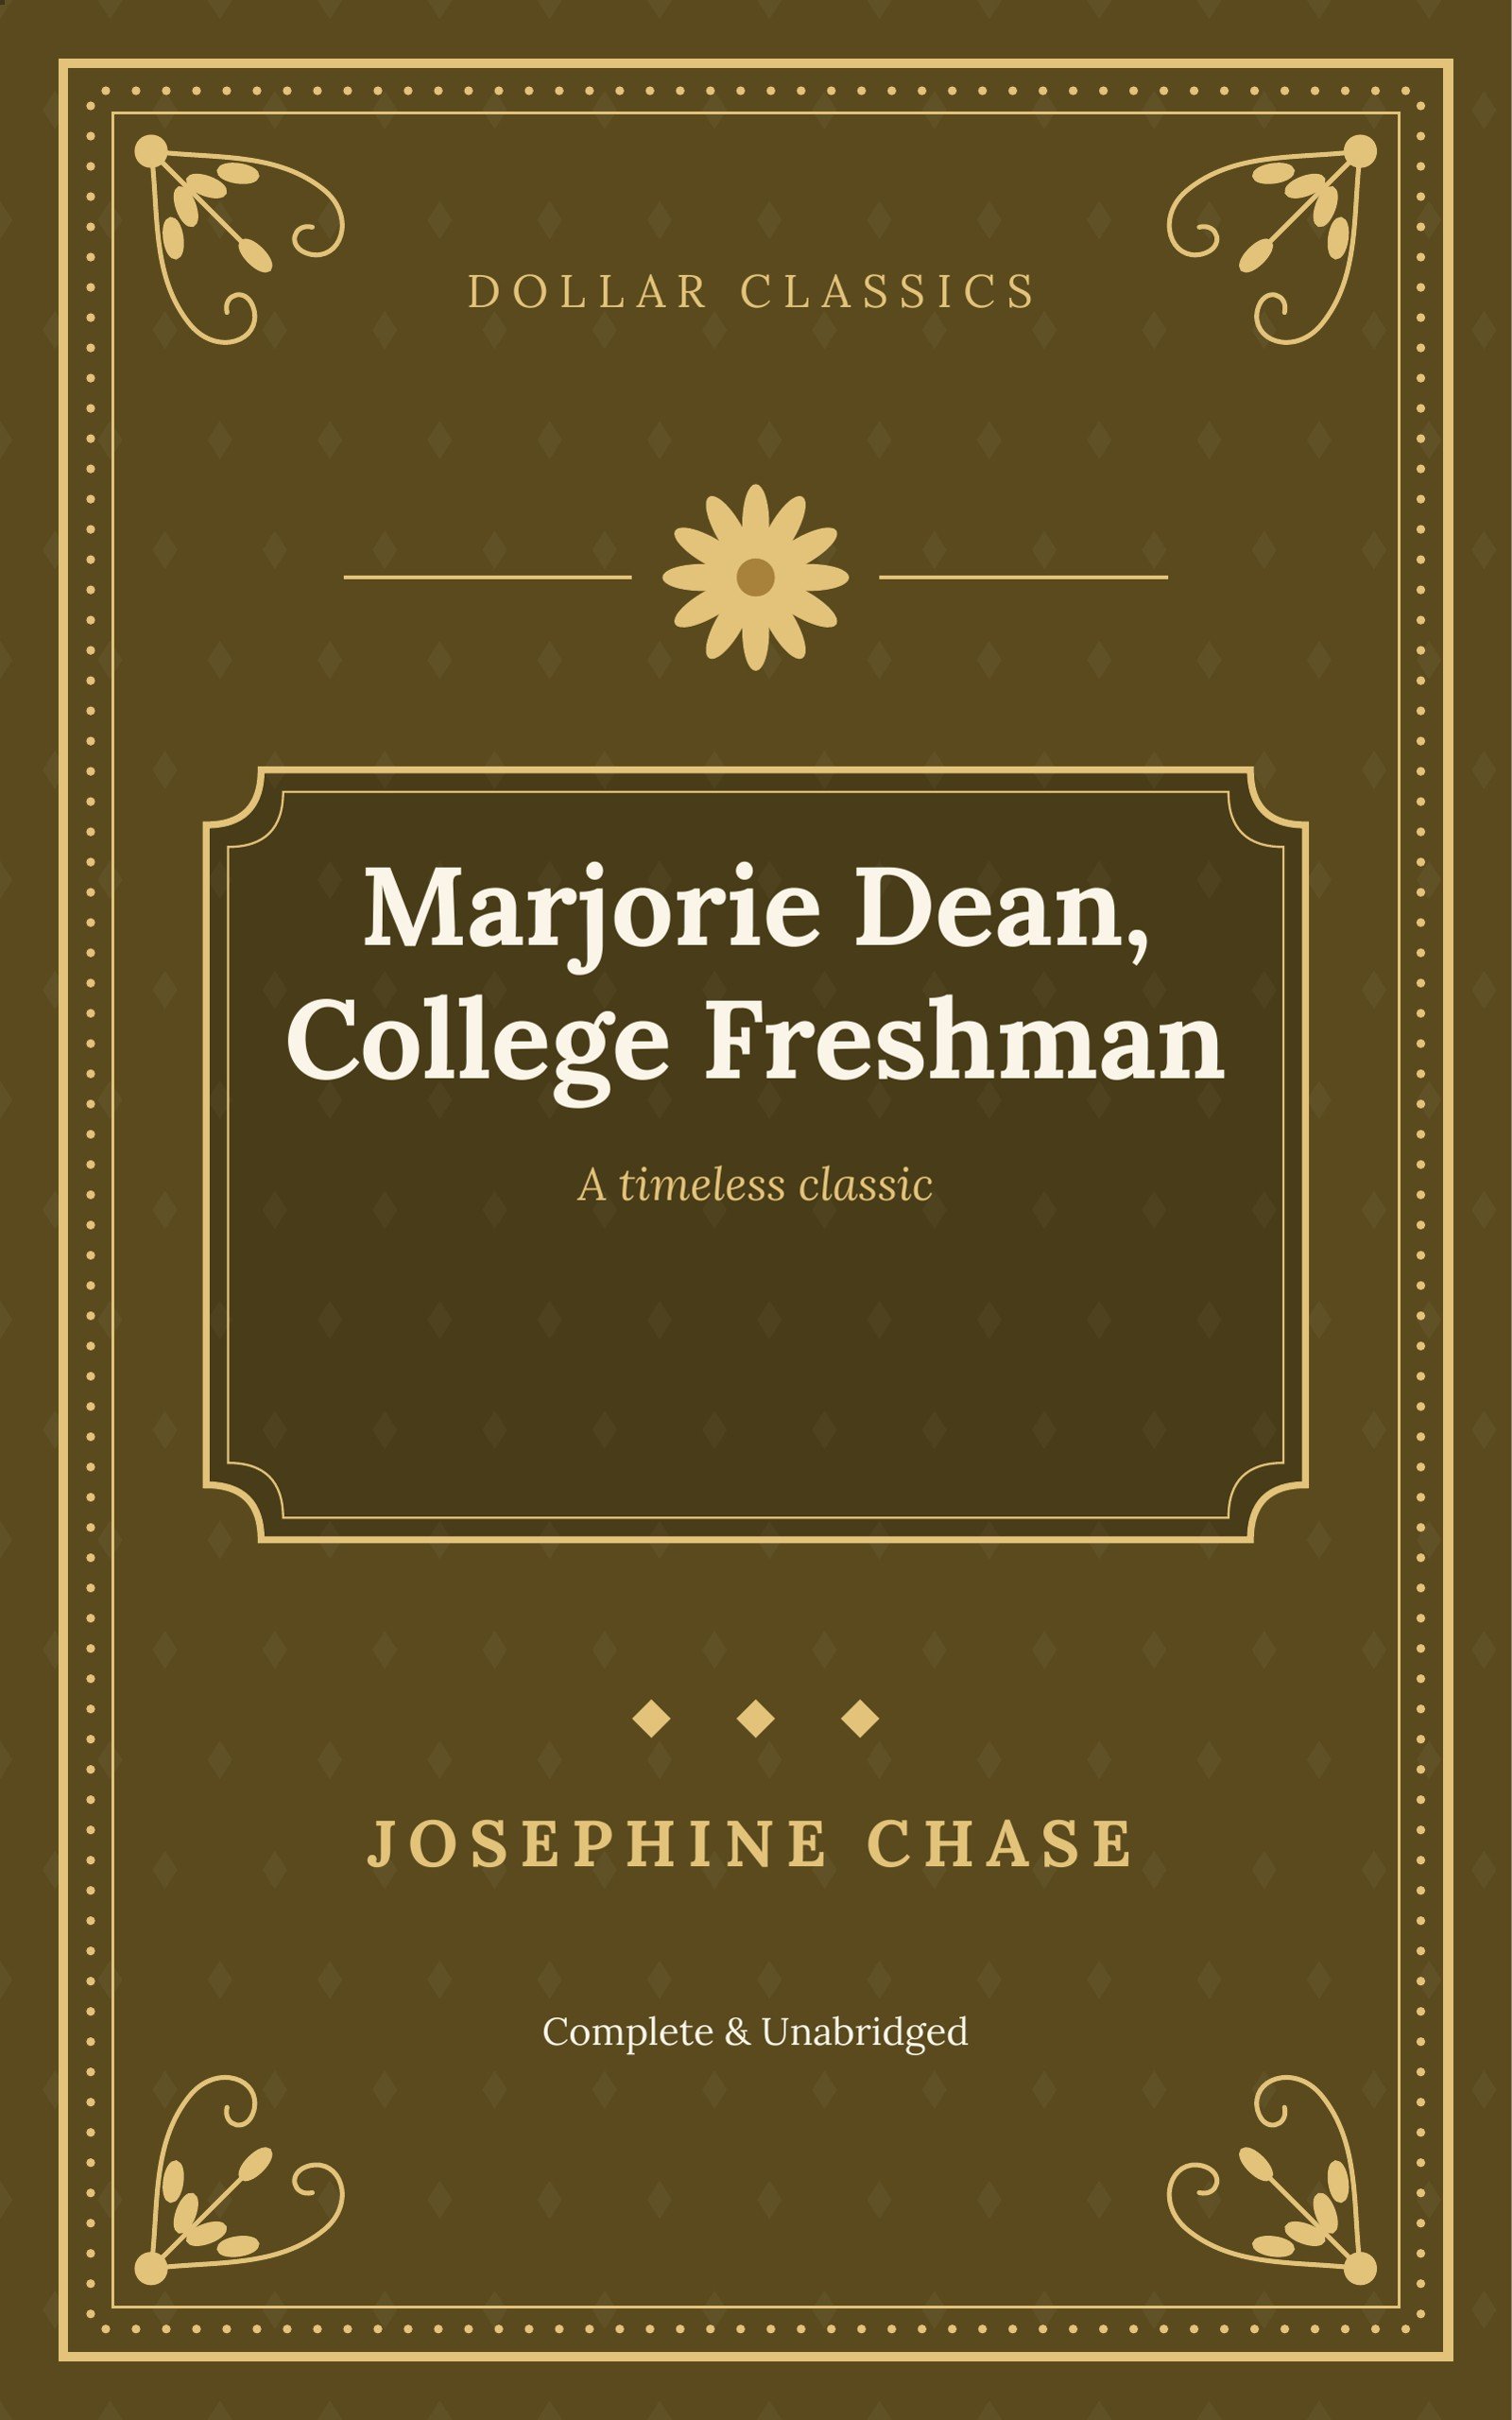 DOLLAR CLASSICS
Marjorie Dean,
College Freshman
A timeless classic
JOSEPHINE CHASE
Complete & Unabridged